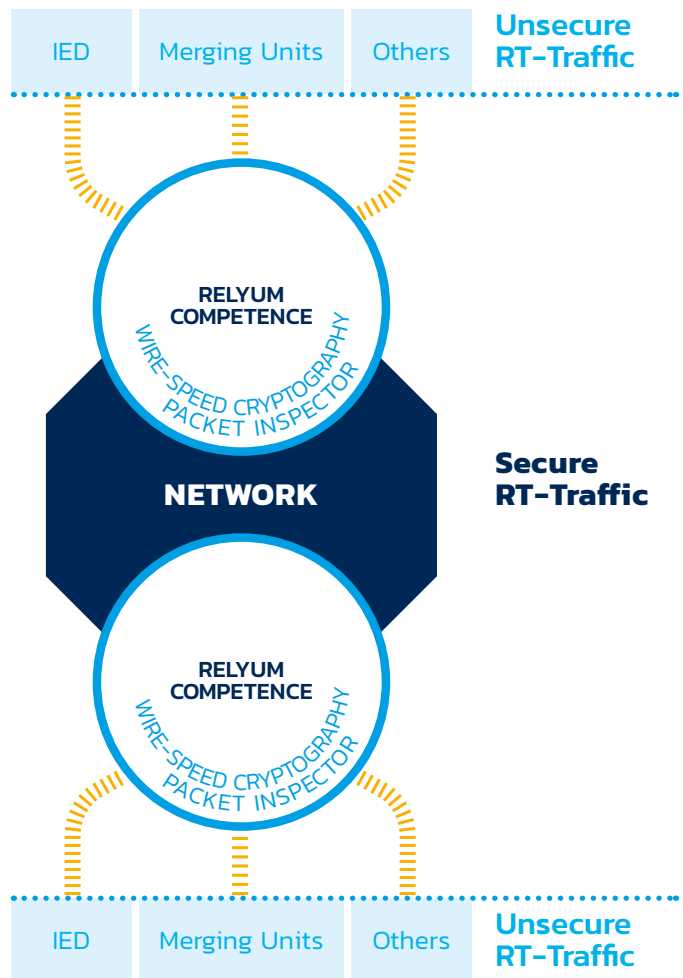 IED
Merging Units
Others
Unsecure
RT-Traffic
RELYUM
COMPETENCE
WIRE-SPEED CRYPTOGRAPHY
PACKET INSPECTOR
NETWORK
Secure
RT-Traffic
RELYUM
COMPETENCE
WIRE-SPEED CRYPTOGRAPHY
PACKET INSPECTOR
IED
Merging Units
Others
Unsecure
RT-Traffic